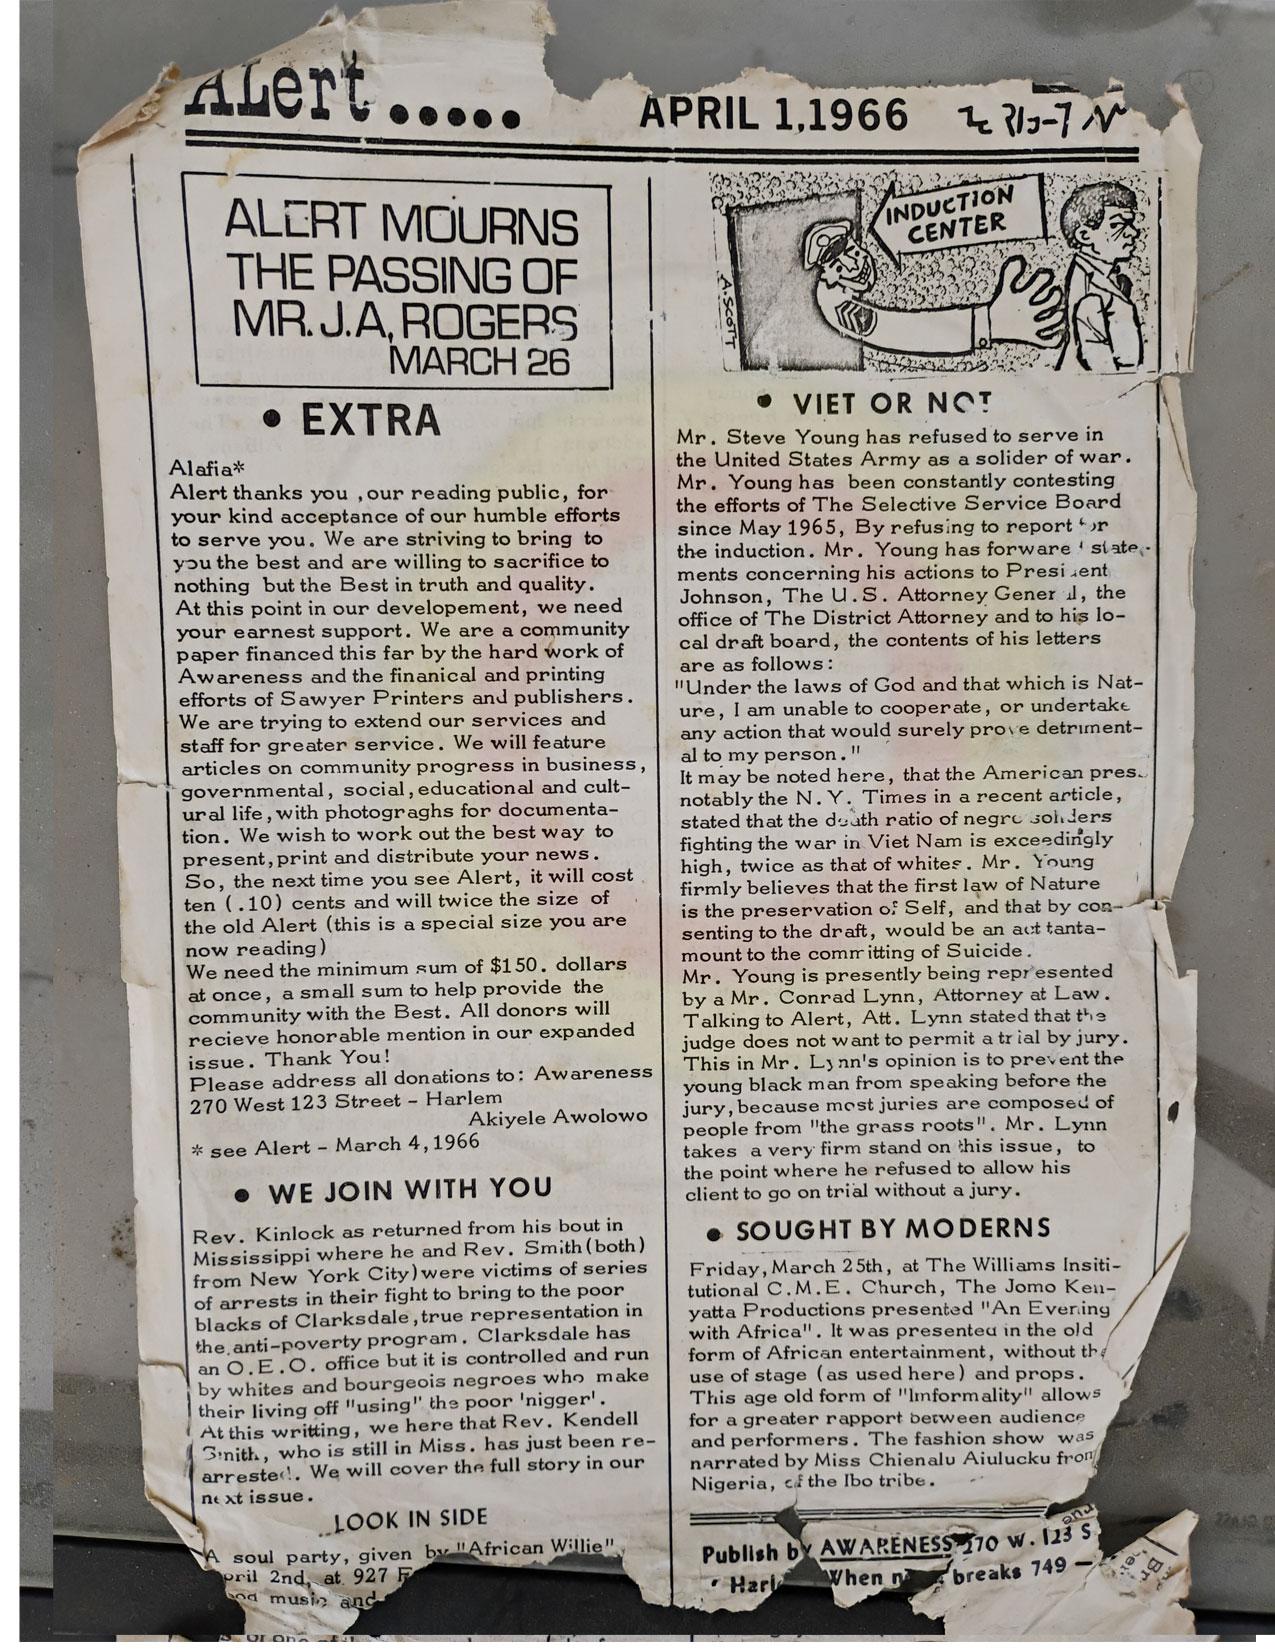 ALert.....
APRIL 1,1966
ALERT MOURNS
THE PASSING OF
MR. J.A, ROGERS
MARCH 26
• EXTRA
Alafia*
Alert thanks you ,our reading public, for
your kind acceptance of our humble efforts
to serve you. We are striving to bring to
you the best and are willing to sacrifice to
nothing but the Best in truth and quality.
At this point in our developement, we need
your earnest support. We are a community
paper financed this far by the hard work of
Awareness and the finanical and printing
efforts of Sawyer Printers and publishers.
We are trying to extend our services and
staff for greater service. We will feature
articles on community progress in business,
governmental, social,educational and cult-
ural life,with photograghs for documenta-
tion. We wish to work out the best way to
present,print and distribute your news.
So, the next time you see Alert, it will cost
ten (.10) cents and will twice the size of
the old Alert (this is a special size you are
now reading)
We need the minimum sum of $150. dollars
at once, a small sum to help provide the
community with the Best. All donors will
recieve honorable mention in our expanded
issue. Thank You!
Please address all donations to: Awareness
270 West 123 Street - Harlem
Akiyele Awolowo
* see Alert - March 4,1966
• WE JOIN WITH YOU
Rev. Kinlock as returned from his bout in
Mississippi where he and Rev. Smith(both)
from New York City)were victims of series
of arrests in their fight to bring to the poor
blacks of Clarksdale,true representation in
the anti-poverty program. Clarksdale has
an O.E.O. office but it is controlled and run
by whites and bourgeois negroes who make
their living off "using" the poor 'nigger'.
At this writting, we here that Rev. Kendell
Smith, who is still in Miss. has just been re-
arrested. We will cover the full story in our
next issue.
LOOK IN SIDE
A soul party, given by "African Willie",
pril 2nd, at 927
music and
INDUCTION
CENTER
A.SCOTT
• VIET OR NOT
Mr. Steve Young has refused to serve in
the United States Army as a solider of war.
Mr. Young has been constantly contesting
the efforts of The Selective Service Board
since May 1965, By refusing to report for
the induction. Mr. Young has forward state-
ments concerning his actions to President
Johnson, The U.S. Attorney General, the
office of The District Attorney and to his lo-
cal draft board, the contents of his letters
are as follows:
"Under the laws of God and that which is Nat-
ure, I am unable to cooperate, or undertake
any action that would surely prove detriment-
al to my person."
It may be noted here, that the American pres
notably the N.Y. Times in a recent article,
stated that the death ratio of negro soliders
fighting the war in Viet Nam is exceedingly
high, twice as that of whites. Mr. Young
firmly believes that the first law of Nature
is the preservation of Self, and that by con-
senting to the draft, would be an act tanta-
mount to the committing of Suicide.
Mr. Young is presently being represented
by a Mr. Conrad Lynn, Attorney at Law.
Talking to Alert, Att. Lynn stated that the
judge does not want to permit a trial by jury.
This in Mr. Lynn's opinion is to prevent the
young black man from speaking before the
jury,because most juries are composed of
people from "the grass roots". Mr. Lynn
takes a very firm stand on this issue, to
the point where he refused to allow his
client to go on trial without a jury.
• SOUGHT BY MODERNS
Friday,March 25th, at The Williams Insiti-
tutional C.M.E. Church, The Jomo Ken-
yatta Productions presented "An Evening
with Africa". It was presented in the old
form of African entertainment, without the
use of stage (as used here) and props.
This age old form of "Imformality" allows
for a greater rapport between audience
and performers. The fashion show was
narrated by Miss Chienalu Aiulucku from
Nigeria, of the Ibo tribe.
Publish by AWARENESS 270 W. 123 S
Harl When breaks 749 -